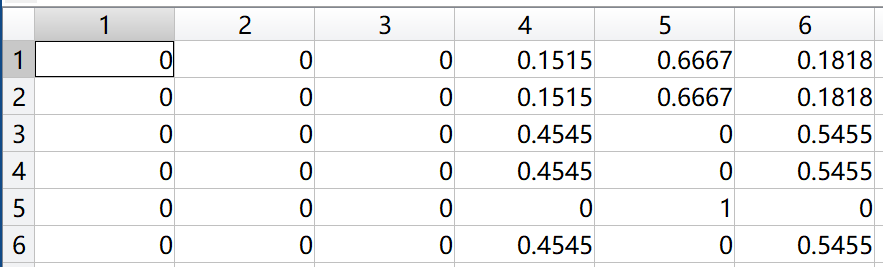 1 2 3 4 5 6
1 0 0 0 0.1515 0.6667 0.1818
2 0 0 0 0.1515 0.6667 0.1818
3 0 0 0 0.4545 0 0.5455
4 0 0 0 0.4545 0 0.5455
5 0 0 0 0 1 0
6 0 0 0 0.4545 0 0.5455